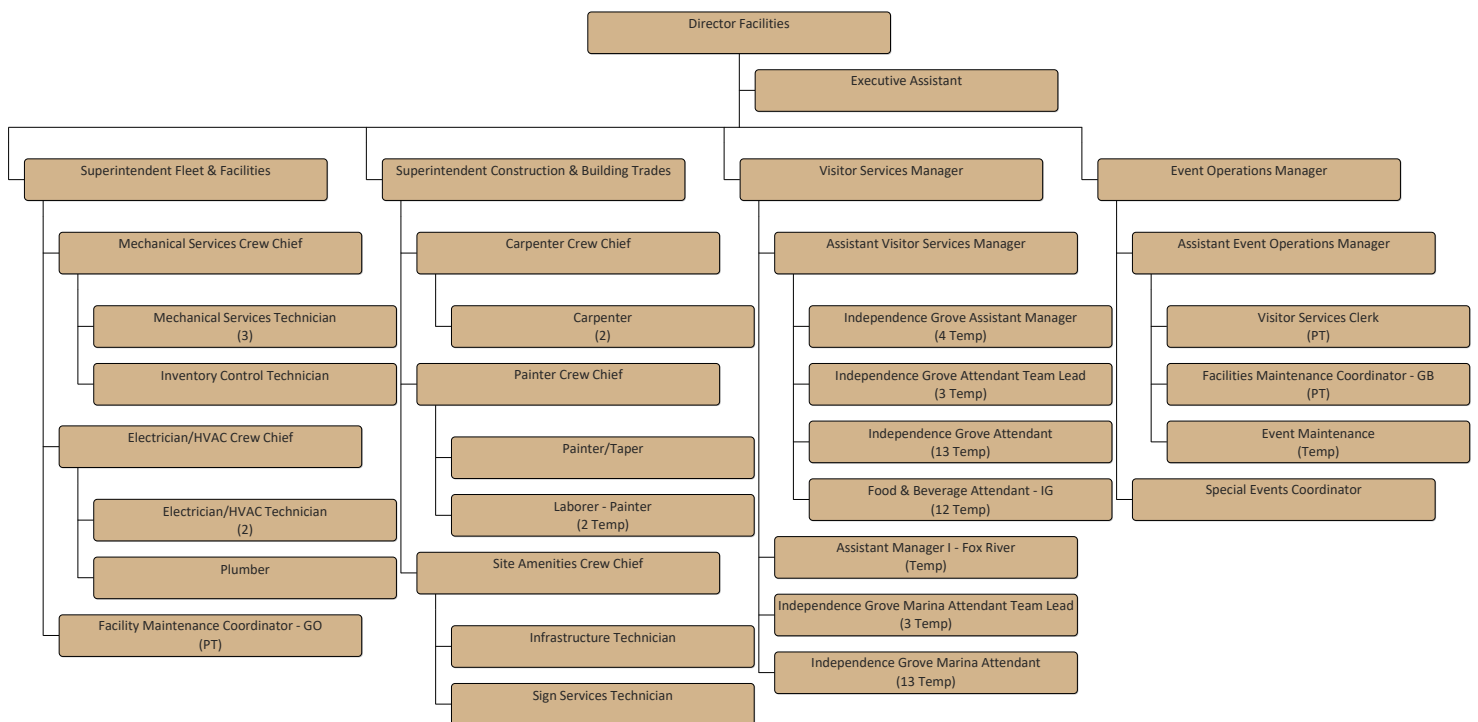 Director Facilities
Executive Assistant
Superintendent Fleet & Facilities
Mechanical Services Crew Chief
Mechanical Services Technician
(3)
Inventory Control Technician
Electrician/HVAC Crew Chief
Electrician/HVAC Technician
(2)
Plumber
Facility Maintenance Coordinator - GO
(PT)
Superintendent Construction & Building Trades
Carpenter Crew Chief
Carpenter
(2)
Painter Crew Chief
Painter/Taper
Laborer - Painter
(2 Temp)
Site Amenities Crew Chief
Infrastructure Technician
Sign Services Technician
Visitor Services Manager
Assistant Visitor Services Manager
Independence Grove Assistant Manager
(4 Temp)
Independence Grove Attendant Team Lead
(3 Temp)
Independence Grove Attendant
(13 Temp)
Food & Beverage Attendant - IG
(12 Temp)
Assistant Manager I - Fox River
(Temp)
Independence Grove Marina Attendant Team Lead
(3 Temp)
Independence Grove Marina Attendant
(13 Temp)
Event Operations Manager
Assistant Event Operations Manager
Visitor Services Clerk
(PT)
Facilities Maintenance Coordinator - GB
(PT)
Event Maintenance
(Temp)
Special Events Coordinator